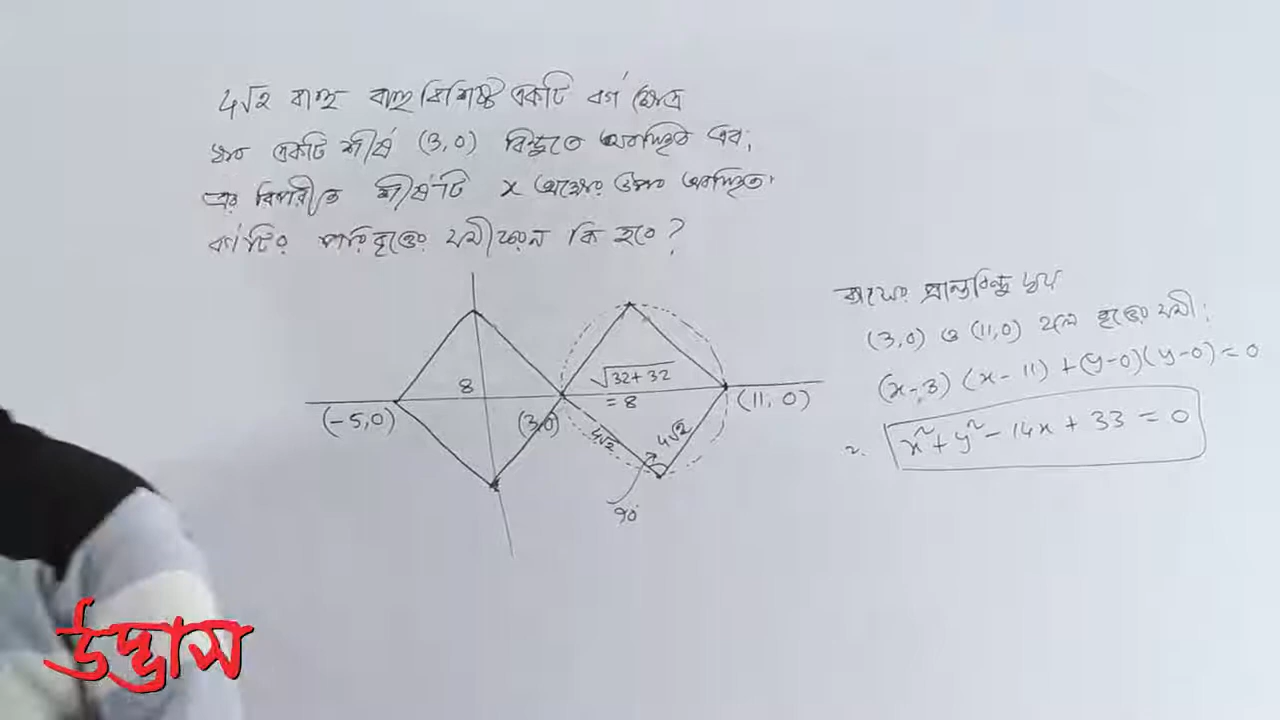 4√2 বাহু বাহু বিশিষ্ট একটি বর্গ ক্ষেত্র
যার একটি শীর্ষ (3,0) বিন্দুতে অবস্থিত এবং
এর বিপরীত শীর্ষটি x অক্ষের উপর অবস্থিত।
বর্গটির পরিবৃত্তের সমীকরন কি হবে?
ব্যাসের প্রান্তবিন্দু দ্বয়
(3,0) ও (11,0) হলে বৃত্তের সমী:
(x-3)(x-11)+(y-0)(y-0)=0
x²+y²-14x+33=0
8
√32+32
= 8
(-5,0)
(3,0)
(11,0)
4√2
4√2
90°
উদ্ভাস